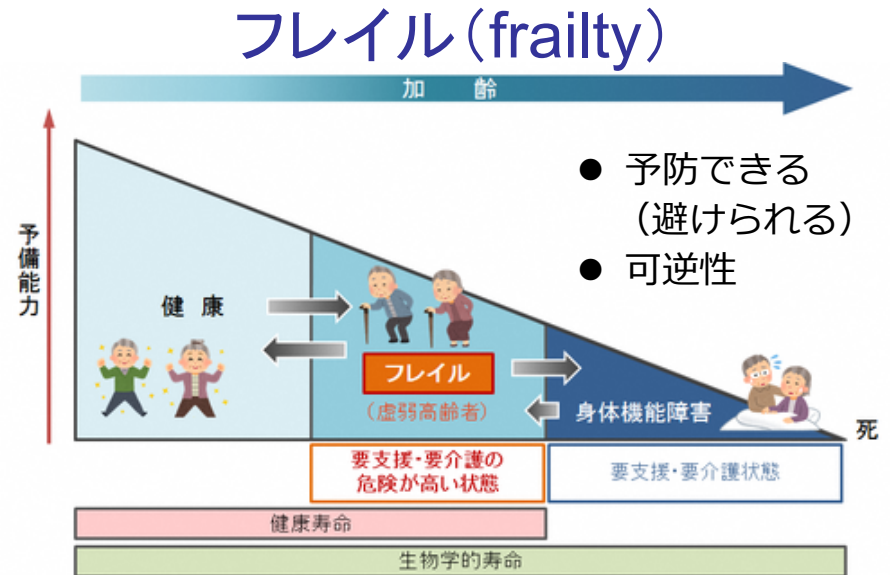 フレイル（frailty）
加 齢
● 予防できる
（避けられる）
● 可逆性
予備能力
健 康
フレイル
（虚弱高齢者）
身体機能障害
死
要支援・要介護の
危険が高い状態
要支援・要介護状態
健康寿命
生物学的寿命